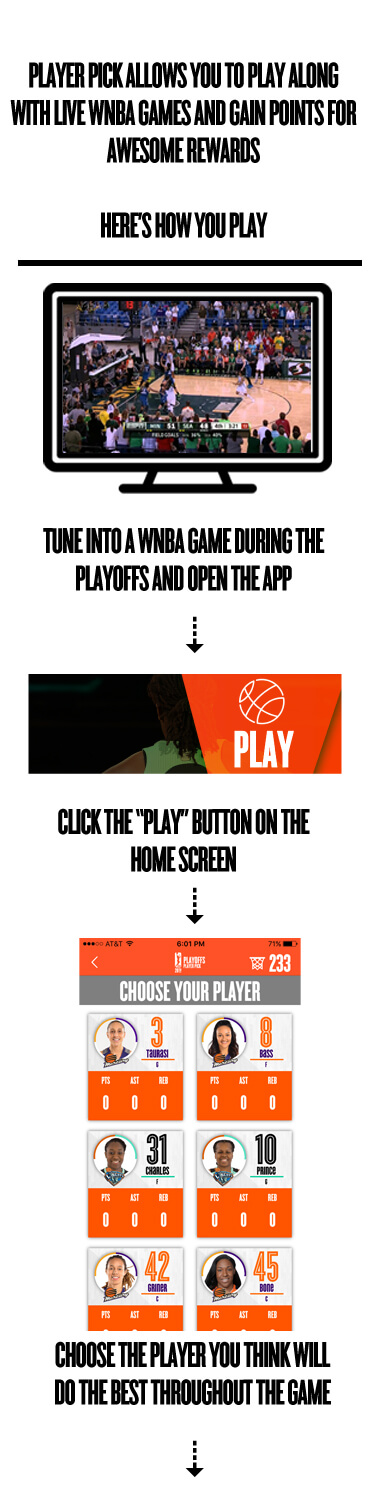 PLAYER PICK ALLOWS YOU TO PLAY ALONG
WITH LIVE WNBA GAMES AND GAIN POINTS FOR
AWESOME REWARDS
HERE'S HOW YOU PLAY
MIN 51 SEA 48 4th 3:21
FIELD GOALS MIN 36% SEA 40%
TUNE INTO A WNBA GAME DURING THE
PLAYOFFS AND OPEN THE APP
PLAY
CLICK THE "PLAY" BUTTON ON THE
HOME SCREEN
AT&T 6:01 PM 71%
PLAYOFFS
PLAYER PICK
233
CHOOSE YOUR PLAYER
3 8
TAURASI BASS
G F
PTS AST REB PTS AST REB
0 0 0 0 0 0
31 10
CHARLES PRINCE
F G
PTS AST REB PTS AST REB
0 0 0 0 0 0
42 45
GRINER BONE
C C
PTS AST REB PTS AST REB
CHOOSE THE PLAYER YOU THINK WILL
DO THE BEST THROUGHOUT THE GAME